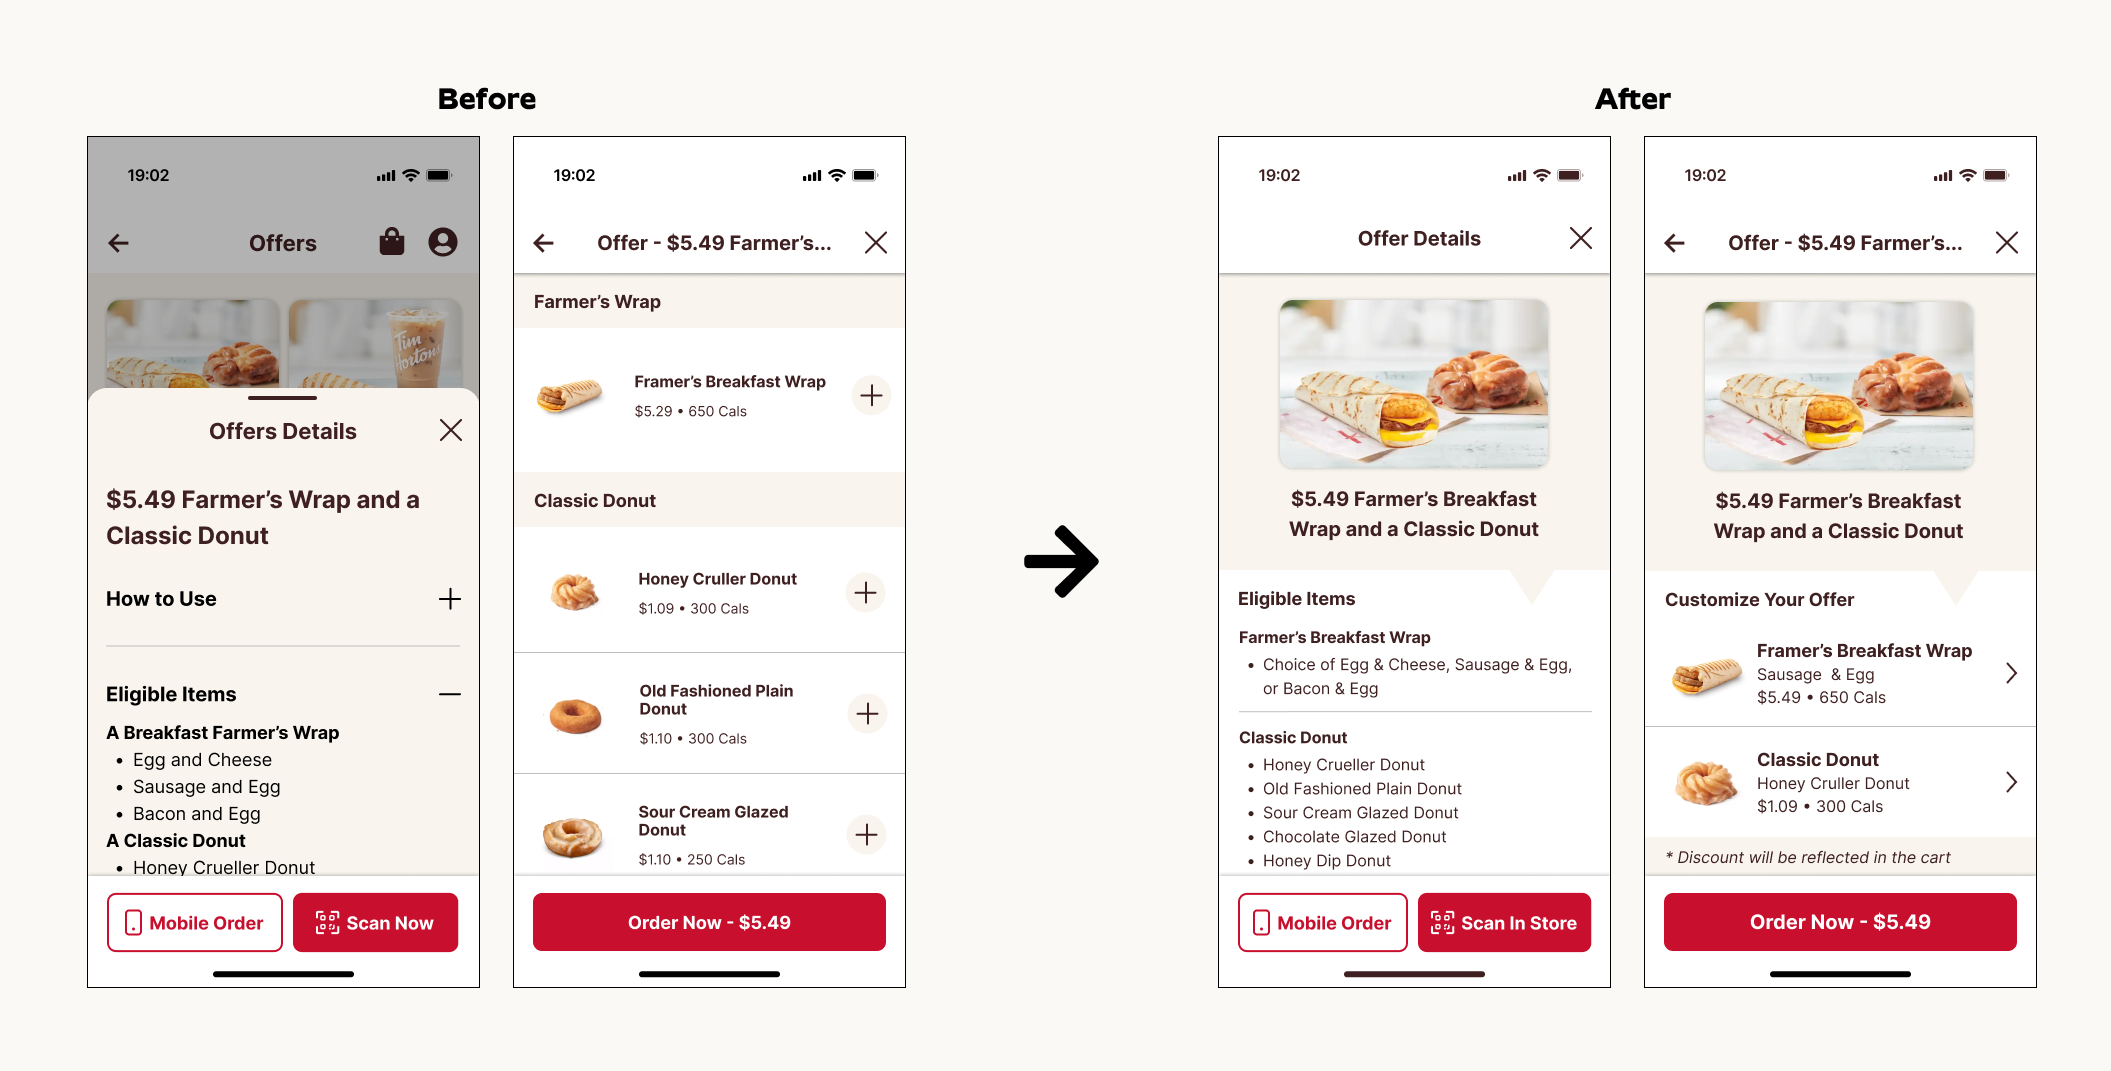 Before
19:02
Offers
Tim
Hortons
Offers Details
$5.49 Farmer's Wrap and a
Classic Donut
How to Use
Eligible Items
A Breakfast Farmer's Wrap
• Egg and Cheese
• Sausage and Egg
• Bacon and Egg
A Classic Donut
• Honey Crueller Donut
Mobile Order
Scan Now
19:02
Offer - $5.49 Farmer's...
Farmer's Wrap
Framer's Breakfast Wrap
$5.29 • 650 Cals
Classic Donut
Honey Cruller Donut
$1.09 • 300 Cals
Old Fashioned Plain
Donut
$1.10 • 300 Cals
Sour Cream Glazed
Donut
$1.10 • 250 Cals
Order Now - $5.49
After
19:02
Offer Details
$5.49 Farmer's Breakfast
Wrap and a Classic Donut
Eligible Items
Farmer's Breakfast Wrap
• Choice of Egg & Cheese, Sausage & Egg,
or Bacon & Egg
Classic Donut
• Honey Crueller Donut
• Old Fashioned Plain Donut
• Sour Cream Glazed Donut
• Chocolate Glazed Donut
• Honey Dip Donut
Mobile Order
Scan In Store
19:02
Offer - $5.49 Farmer's...
$5.49 Farmer's Breakfast
Wrap and a Classic Donut
Customize Your Offer
Framer's Breakfast Wrap
Sausage & Egg
$5.49 • 650 Cals
Classic Donut
Honey Cruller Donut
$1.09 • 300 Cals
* Discount will be reflected in the cart
Order Now - $5.49